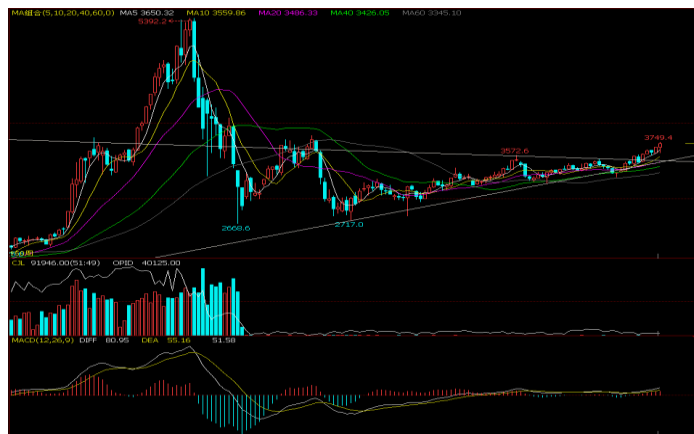 MA组合(5,10,20,40,60,0) MA5 3650.32 MA10 3559.86 MA20 3486.33 MA40 3426.05 MA60 3345.10
5392.2
3749.4
3572.6
2668.6
2717.0
CJL 91946.00(51:49) OPID 40125.00
MACD(12,26,9) DIFF 80.95 DEA 55.16 51.58